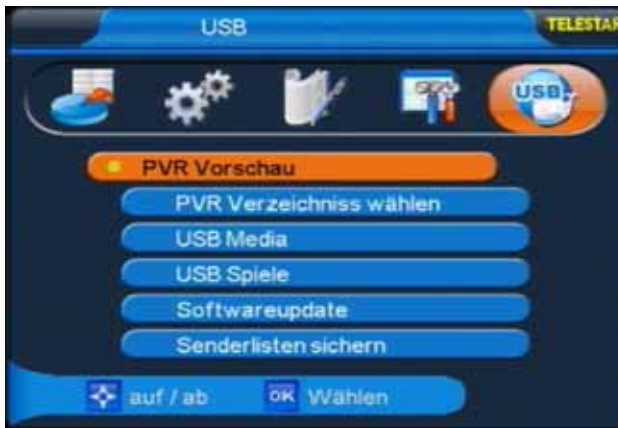 USB
TELESTAR
USB
PVR Vorschau
PVR Verzeichniss wählen
USB Media
USB Spiele
Softwareupdate
Senderlisten sichern
auf / ab OK Wählen